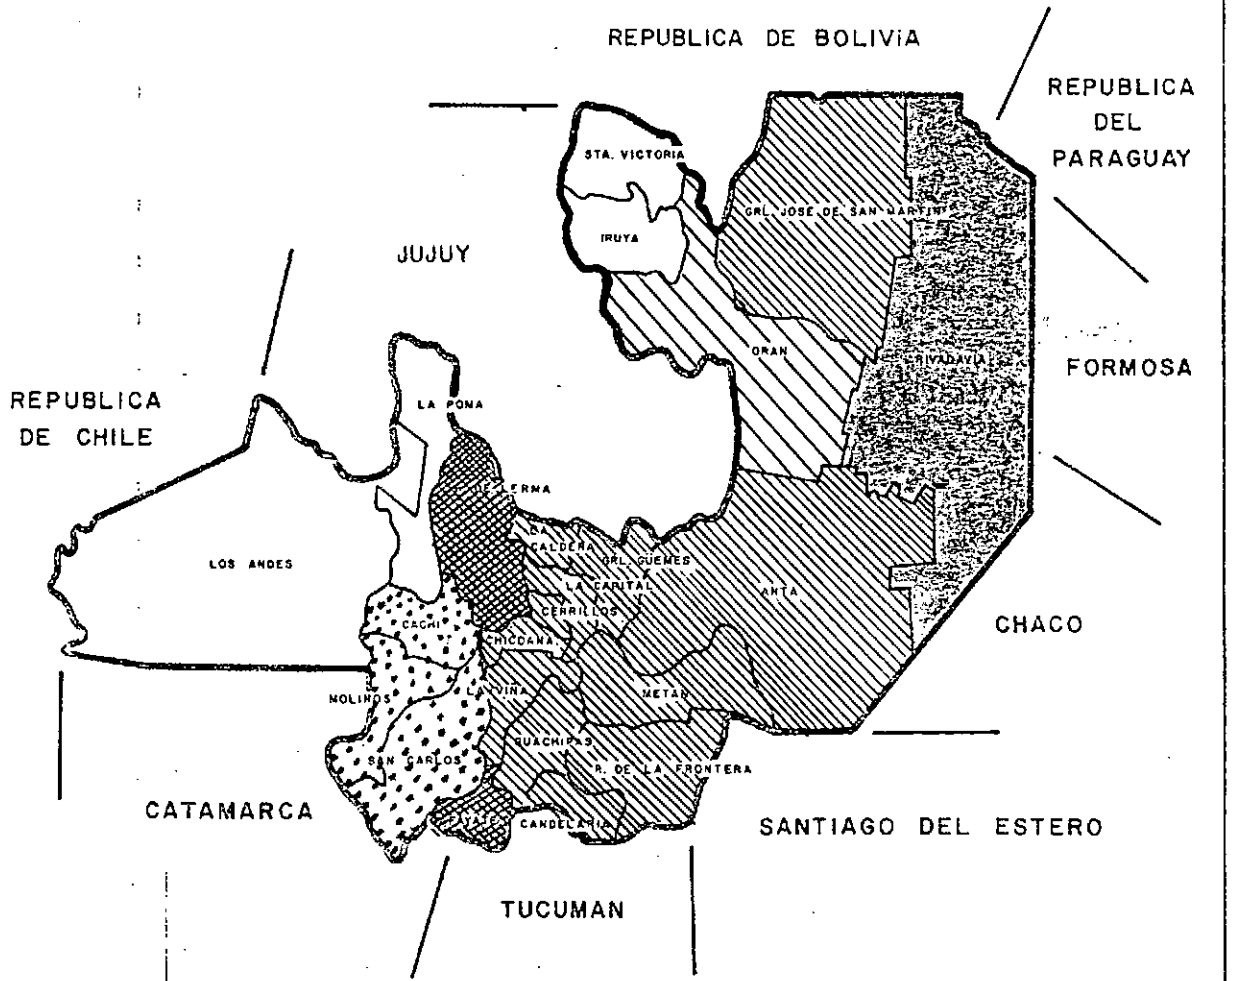 REPUBLICA DE BOLIVIA
REPUBLICA
DEL
PARAGUAY
STA. VICTORIA
GRL. JOSE DE SAN MARTIN
IRUYA
JUJUY
ORAN
RIVADAVIA
FORMOSA
REPUBLICA
DE CHILE
LA POMA
DE LERMA
LA
CALDERA
GRL. GUEMES
LOS ANDES
LA CAPITAL
ANTA
CERRILLOS
CACHI
CHICOANA
CHACO
MOLINOS
LA VIÑA
METAN
GUACHIPAS
SAN CARLOS
R. DE LA FRONTERA
CATAMARCA
CANDELARIA
SANTIAGO DEL ESTERO
TUCUMAN